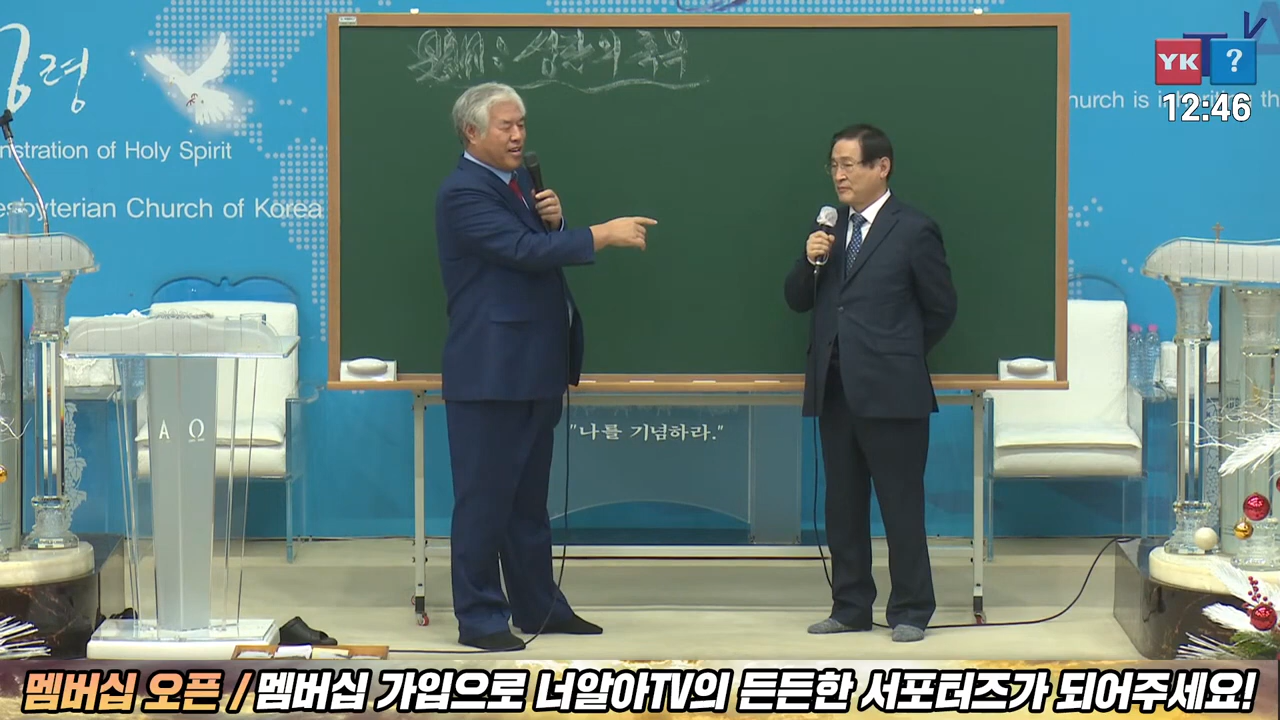 성탄의 축복
령
YK ?
12:46
hurch is
nstration of Holy Spirit
esbyterian Church of Korea
Α Ω
"나를 기념하라."
멤버십 오픈 / 멤버십 가입으로 너알아TV의 든든한 서포터즈가 되어주세요!